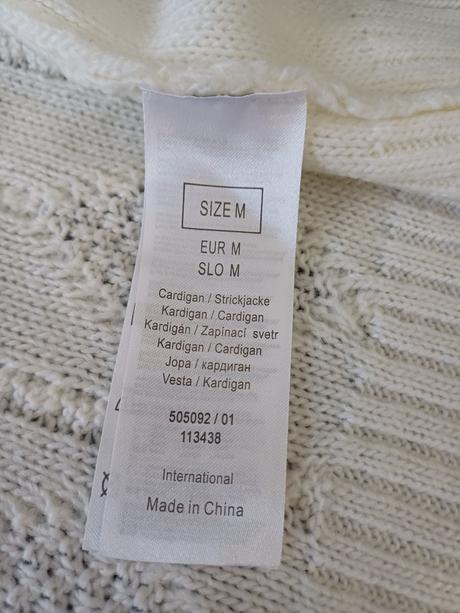 SIZE M
EUR M
SLO M
Cardigan / Strickjacke
Kardigan / Cardigan
Kardigán / Zapínací svetr
Kardigan / Cardigan
Jopa / кардиган
Vesta / Kardigan
505092 / 01
113438
International
Made in China